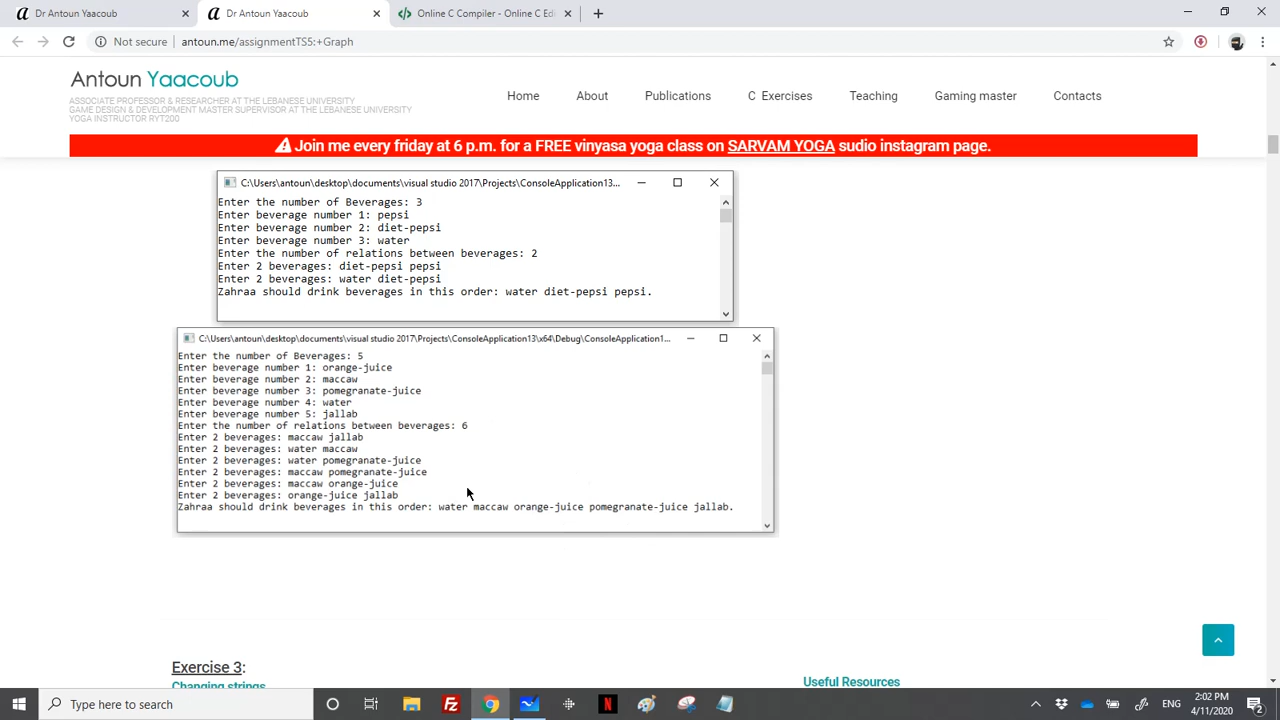 Dr Antoun Yaacoub
Dr Antoun Yaacoub
Online C Compiler - Online C Ed
Not secure
antoun.me/assignmentTS5:+Graph
Antoun Yaacoub
ASSOCIATE PROFESSOR & RESEARCHER AT THE LEBANESE UNIVERSITY
GAME DESIGN & DEVELOPMENT MASTER SUPERVISOR AT THE LEBANESE UNIVERSITY
YOGA INSTRUCTOR RYT200
Home About Publications C Exercises Teaching Gaming master Contacts
Join me every friday at 6 p.m. for a FREE vinyasa yoga class on SARVAM YOGA sudio instagram page.
C:\Users\antoun\desktop\documents\visual studio 2017\Projects\ConsoleApplication13...
Enter the number of Beverages: 3
Enter beverage number 1: pepsi
Enter beverage number 2: diet-pepsi
Enter beverage number 3: water
Enter the number of relations between beverages: 2
Enter 2 beverages: diet-pepsi pepsi
Enter 2 beverages: water diet-pepsi
Zahraa should drink beverages in this order: water diet-pepsi pepsi.
C:\Users\antoun\desktop\documents\visual studio 2017\Projects\ConsoleApplication13\x64\Debug\ConsoleApplication1...
Enter the number of Beverages: 5
Enter beverage number 1: orange-juice
Enter beverage number 2: maccaw
Enter beverage number 3: pomegranate-juice
Enter beverage number 4: water
Enter beverage number 5: jallab
Enter the number of relations between beverages: 6
Enter 2 beverages: maccaw jallab
Enter 2 beverages: water maccaw
Enter 2 beverages: water pomegranate-juice
Enter 2 beverages: maccaw pomegranate-juice
Enter 2 beverages: maccaw orange-juice
Enter 2 beverages: orange-juice jallab
Zahraa should drink beverages in this order: water maccaw orange-juice pomegranate-juice jallab.
Exercise 3:
Changing strings
Useful Resources
Type here to search
ENG
2:02 PM
4/11/2020
2